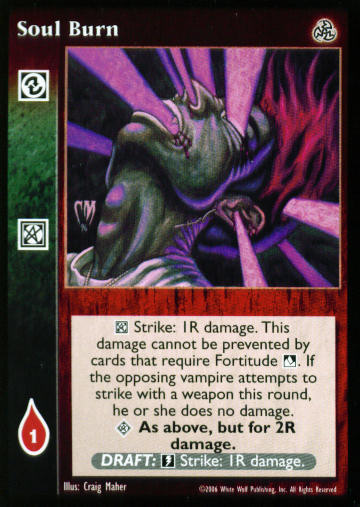 Soul Burn
CM
Strike: 1R damage. This
damage cannot be prevented by
cards that require Fortitude . If
the opposing vampire attempts to
strike with a weapon this round,
he or she does no damage.
As above, but for 2R
damage.
DRAFT: Strike: 1R damage.
1
Illus: Craig Maher
©2006 White Wolf Publishing, Inc. All Rights Reserved.